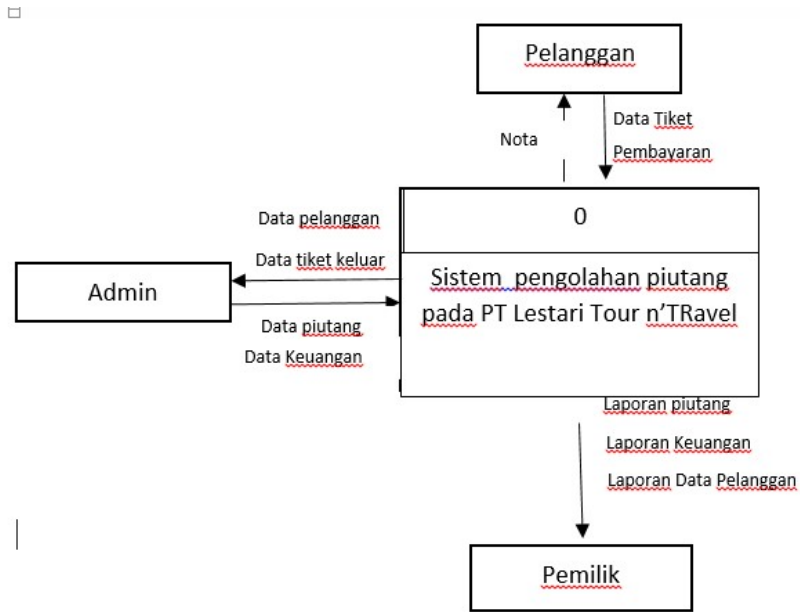 Pelanggan
Nota
Data Tiket
Pembayaran
Data pelanggan
Data tiket keluar
0
Sistem pengolahan piutang
pada PT Lestari Tour n’TRavel
Admin
Data piutang
Data Keuangan
Laporan piutang
Laporan Keuangan
Laporan Data Pelanggan
Pemilik